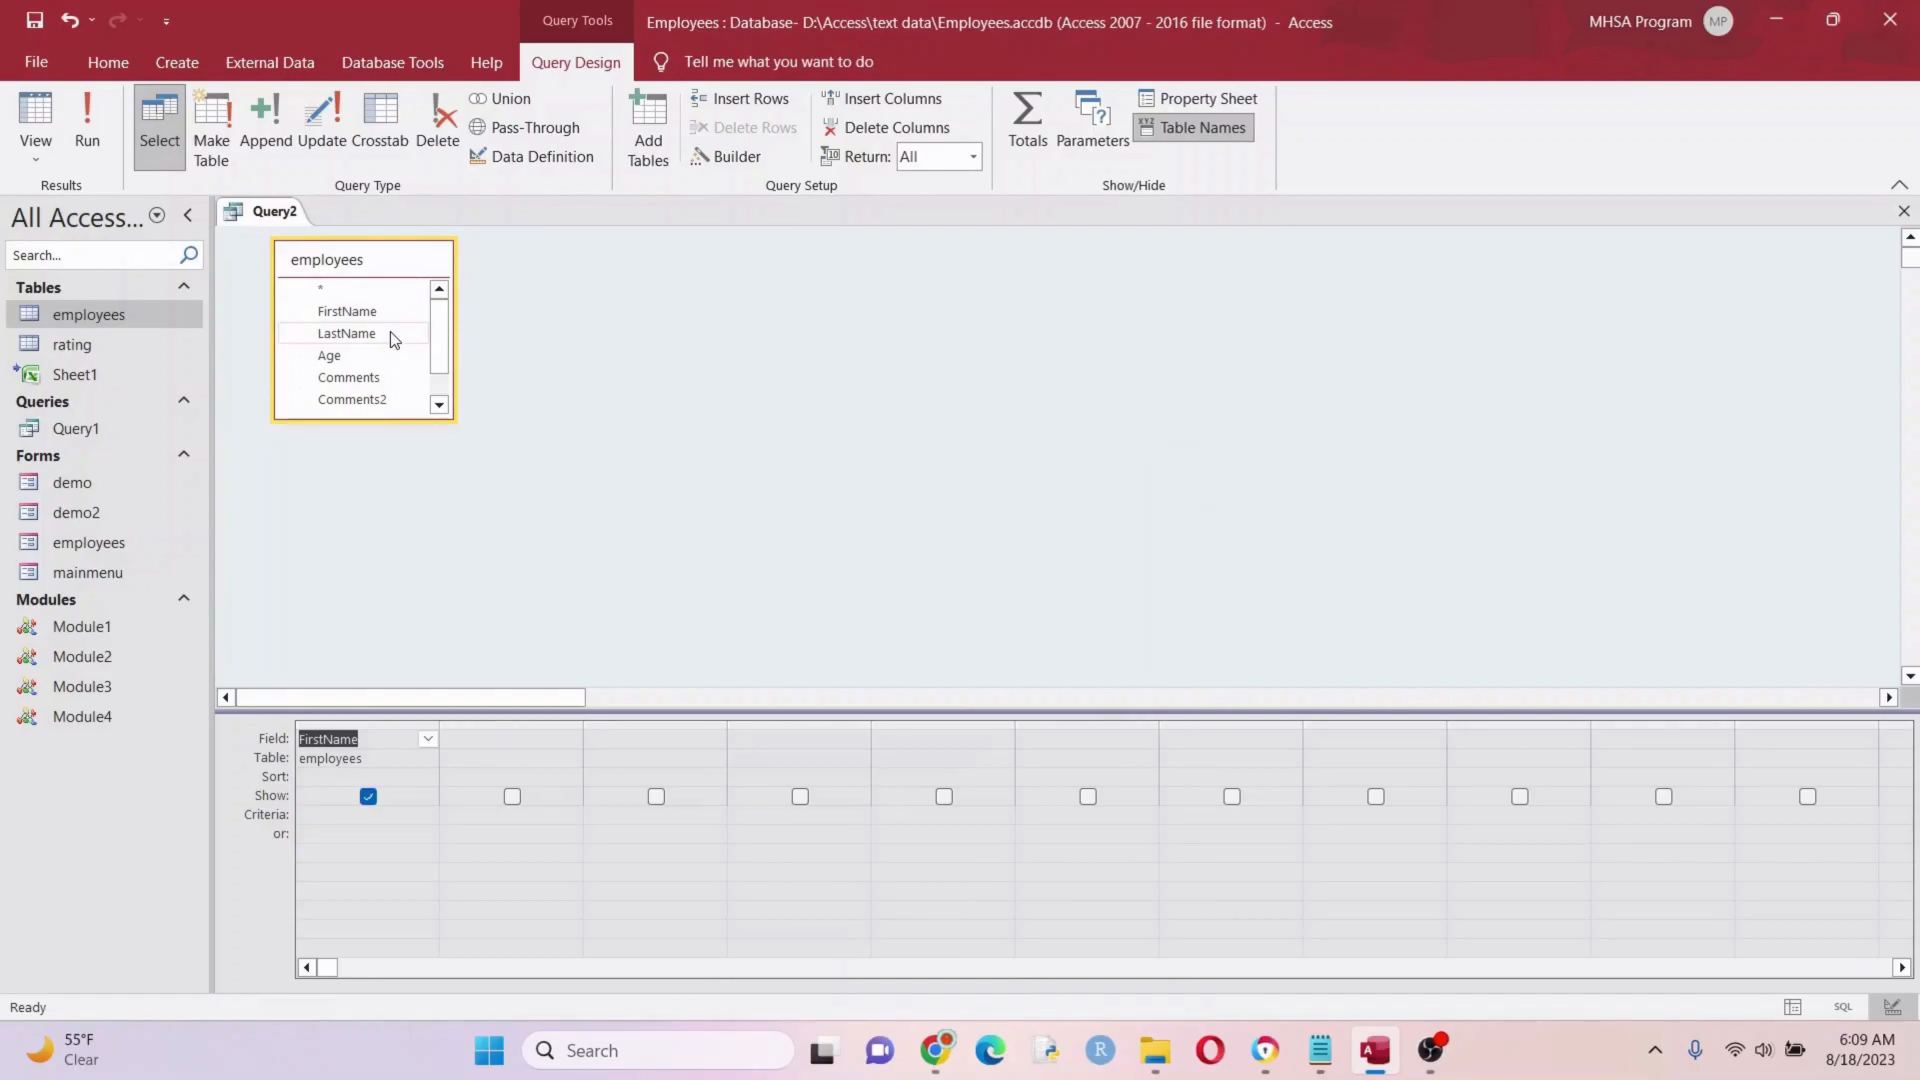 Query Tools
Employees : Database- D:\Access\text data\Employees.accdb (Access 2007 - 2016 file format) - Access
MHSA Program
MP
File
Home
Create
External Data
Database Tools
Help
Query Design
Tell me what you want to do
View
Run
Select
Make Table
Append
Update
Crosstab
Delete
Union
Pass-Through
Data Definition
Add Tables
Insert Rows
Delete Rows
Builder
Insert Columns
Delete Columns
Return: All
Totals
Parameters
Property Sheet
Table Names
Results
Query Type
Query Setup
Show/Hide
All Access...
Search...
Tables
employees
rating
Sheet1
Queries
Query1
Forms
demo
demo2
employees
mainmenu
Modules
Module1
Module2
Module3
Module4
Query2
employees
*
FirstName
LastName
Age
Comments
Comments2
Field: FirstName
Table: employees
Sort:
Show:
Criteria:
or:
Ready
SQL
55°F
Clear
Search
6:09 AM
8/18/2023